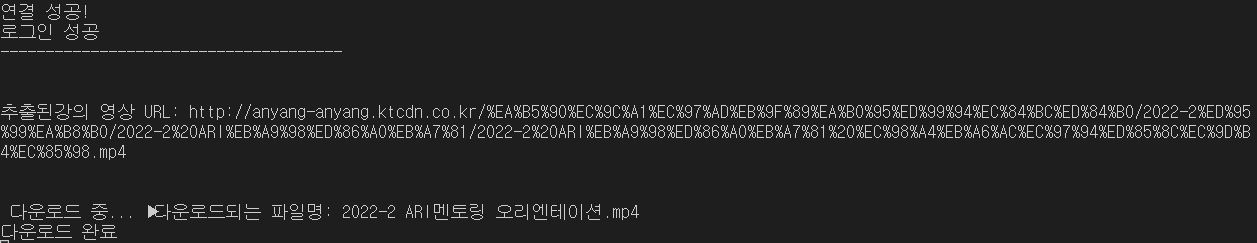 연결 성공!
로그인 성공
--------------------------------------
추출된강의 영상 URL: http://anyang-anyang.ktcdn.co.kr/%EA%B5%90%EC%9C%A1%EC%97%AD%EB%9F%89%EA%B0%95%ED%99%94%EC%84%BC%ED%84%B0/2022-2%ED%95
%99%EA%B8%B0/2022-2%20ARI%EB%A9%98%ED%86%A0%EB%A7%81/2022-2%20ARI%EB%A9%98%ED%86%A0%EB%A7%81%20%EC%98%A4%EB%A6%AC%EC%97%94%ED%85%8C%EC%9D%B
4%EC%85%98.mp4
다운로드 중... ▶다운로드되는 파일명: 2022-2 ARI멘토링 오리엔테이션.mp4
다운로드 완료